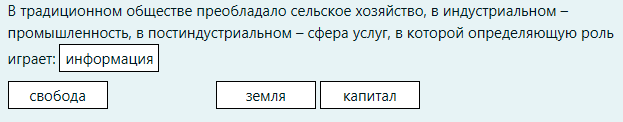 В традиционном обществе преобладало сельское хозяйство, в индустриальном –
промышленность, в постиндустриальном – сфера услуг, в которой определяющую роль
играет: информация
свобода земля капитал